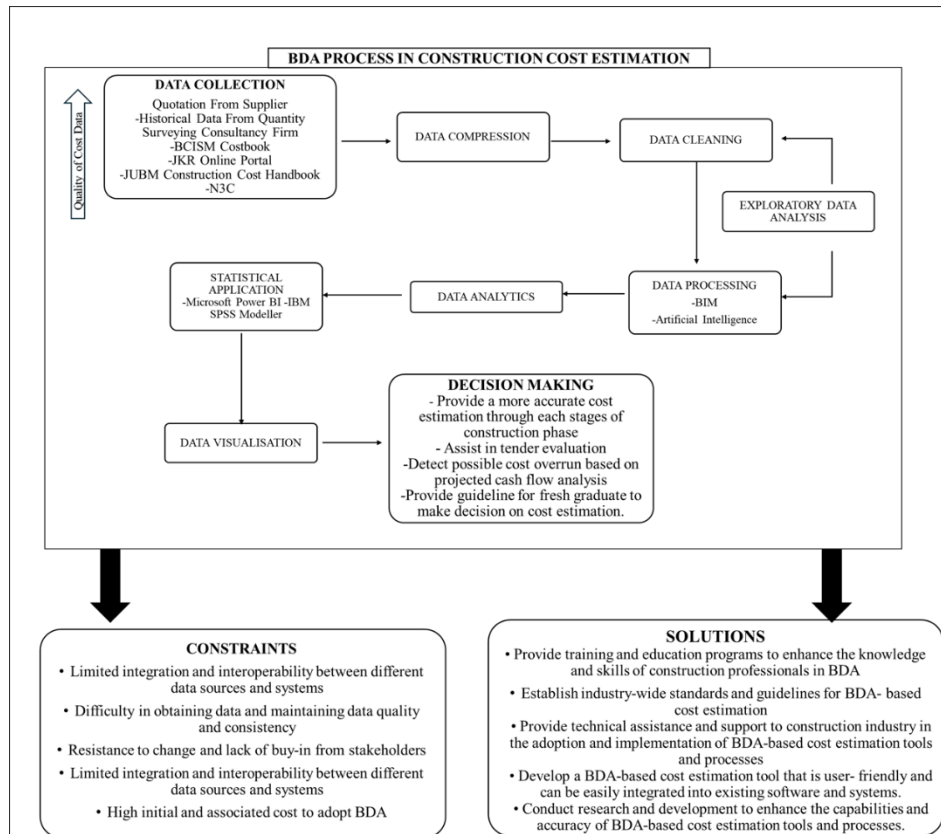 BDA PROCESS IN CONSTRUCTION COST ESTIMATION
Quality of Cost Data
DATA COLLECTION
Quotation From Supplier
-Historical Data From Quantity
Surveying Consultancy Firm
-BCISM Costbook
-JKR Online Portal
-JUBM Construction Cost Handbook
-N3C
DATA COMPRESSION
DATA CLEANING
EXPLORATORY DATA
ANALYSIS
STATISTICAL
APPLICATION
-Microsoft Power BI -IBM
SPSS Modeller
DATA ANALYTICS
DATA PROCESSING
-BIM
-Artificial Intelligence
DATA VISUALISATION
DECISION MAKING
- Provide a more accurate cost
estimation through each stages of
construction phase
- Assist in tender evaluation
-Detect possible cost overrun based on
projected cash flow analysis
-Provide guideline for fresh graduate to
make decision on cost estimation.
CONSTRAINTS
• Limited integration and interoperability between different
data sources and systems
• Difficulty in obtaining data and maintaining data quality
and consistency
• Resistance to change and lack of buy-in from stakeholders
• Limited integration and interoperability between different
data sources and systems
• High initial and associated cost to adopt BDA
SOLUTIONS
• Provide training and education programs to enhance the knowledge
and skills of construction professionals in BDA
• Establish industry-wide standards and guidelines for BDA- based
cost estimation
• Provide technical assistance and support to construction industry in
the adoption and implementation of BDA-based cost estimation tools
and processes
• Develop a BDA-based cost estimation tool that is user- friendly and
can be easily integrated into existing software and systems.
• Conduct research and development to enhance the capabilities and
accuracy of BDA-based cost estimation tools and processes.